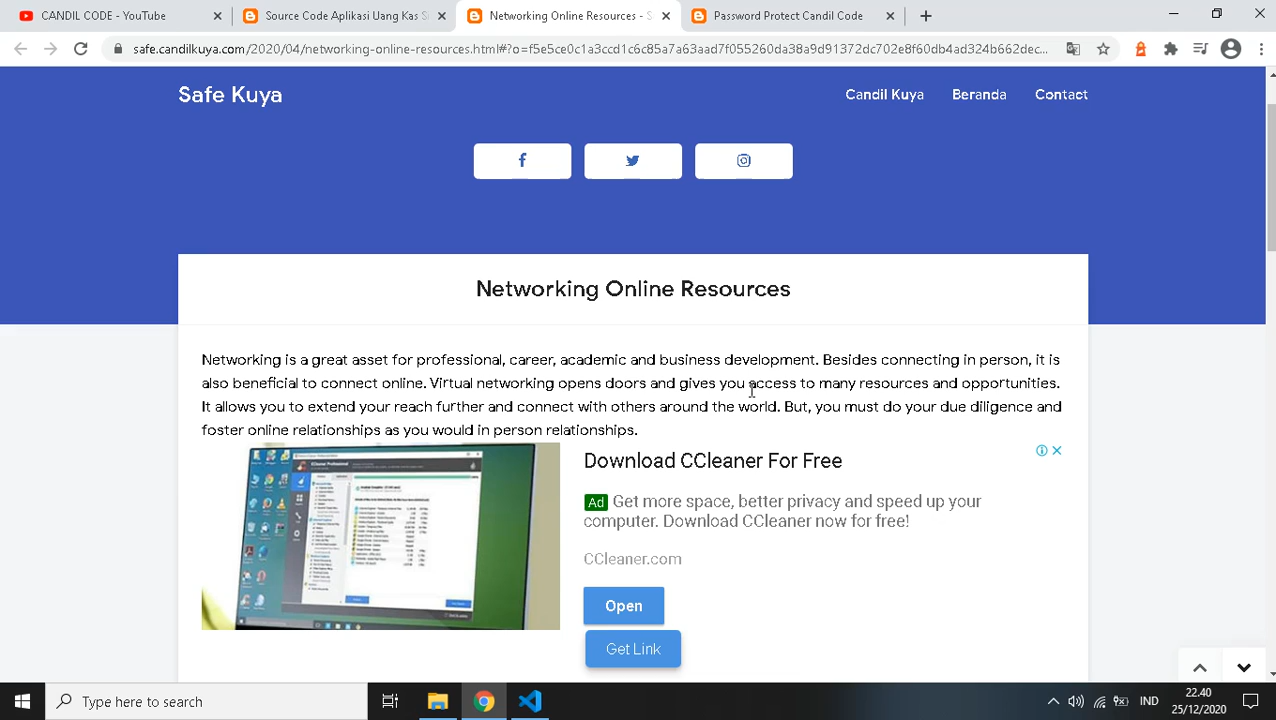 CANDIL CODE - YouTube
Source Code Aplikasi Uang Kas S
Networking Online Resources - S
Password Protect Candil Code
safe.candilkuya.com/2020/04/networking-online-resources.html#?o=f5e5ce0c1a3ccd1c6c85a7a63aad7f055260da38a9d91372dc702e8f60db4ad324b662dec...
Safe Kuya
Candil Kuya
Beranda
Contact
Networking Online Resources
Networking is a great asset for professional, career, academic and business development. Besides connecting in person, it is
also beneficial to connect online. Virtual networking opens doors and gives you access to many resources and opportunities.
It allows you to extend your reach further and connect with others around the world. But, you must do your due diligence and
foster online relationships as you would in person relationships.
Download CCleaner For Free
Ad Get more space, better privacy and speed up your
computer. Download CCleaner now for free!
CCleaner.com
Open
Get Link
Type here to search
IND
22.40
25/12/2020